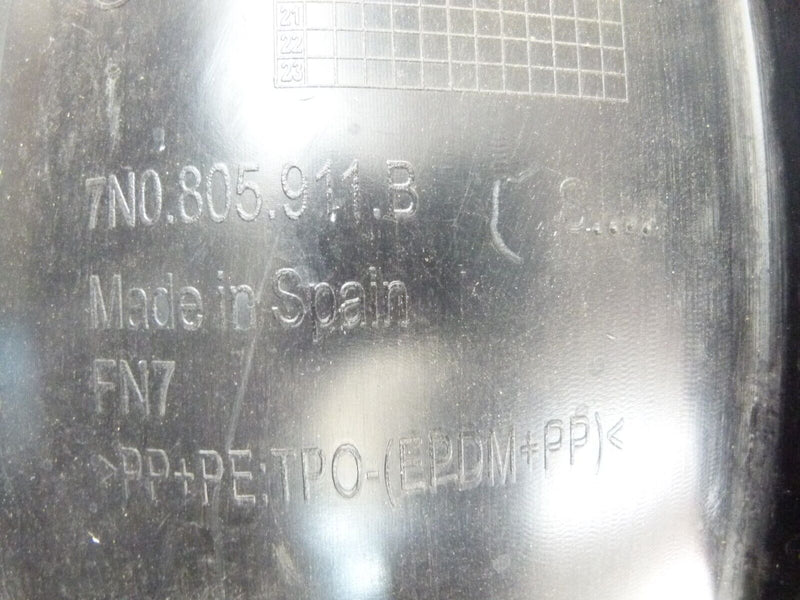 21
22
23
7N0.805.911.B
Made in Spain
FN7
>PP+PE:TPO-(EPDM+PP)<